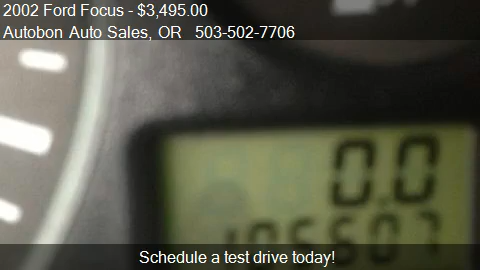 2002 Ford Focus - $3,495.00
Autobon Auto Sales, OR 503-502-7706
0.0
Schedule a test drive today!